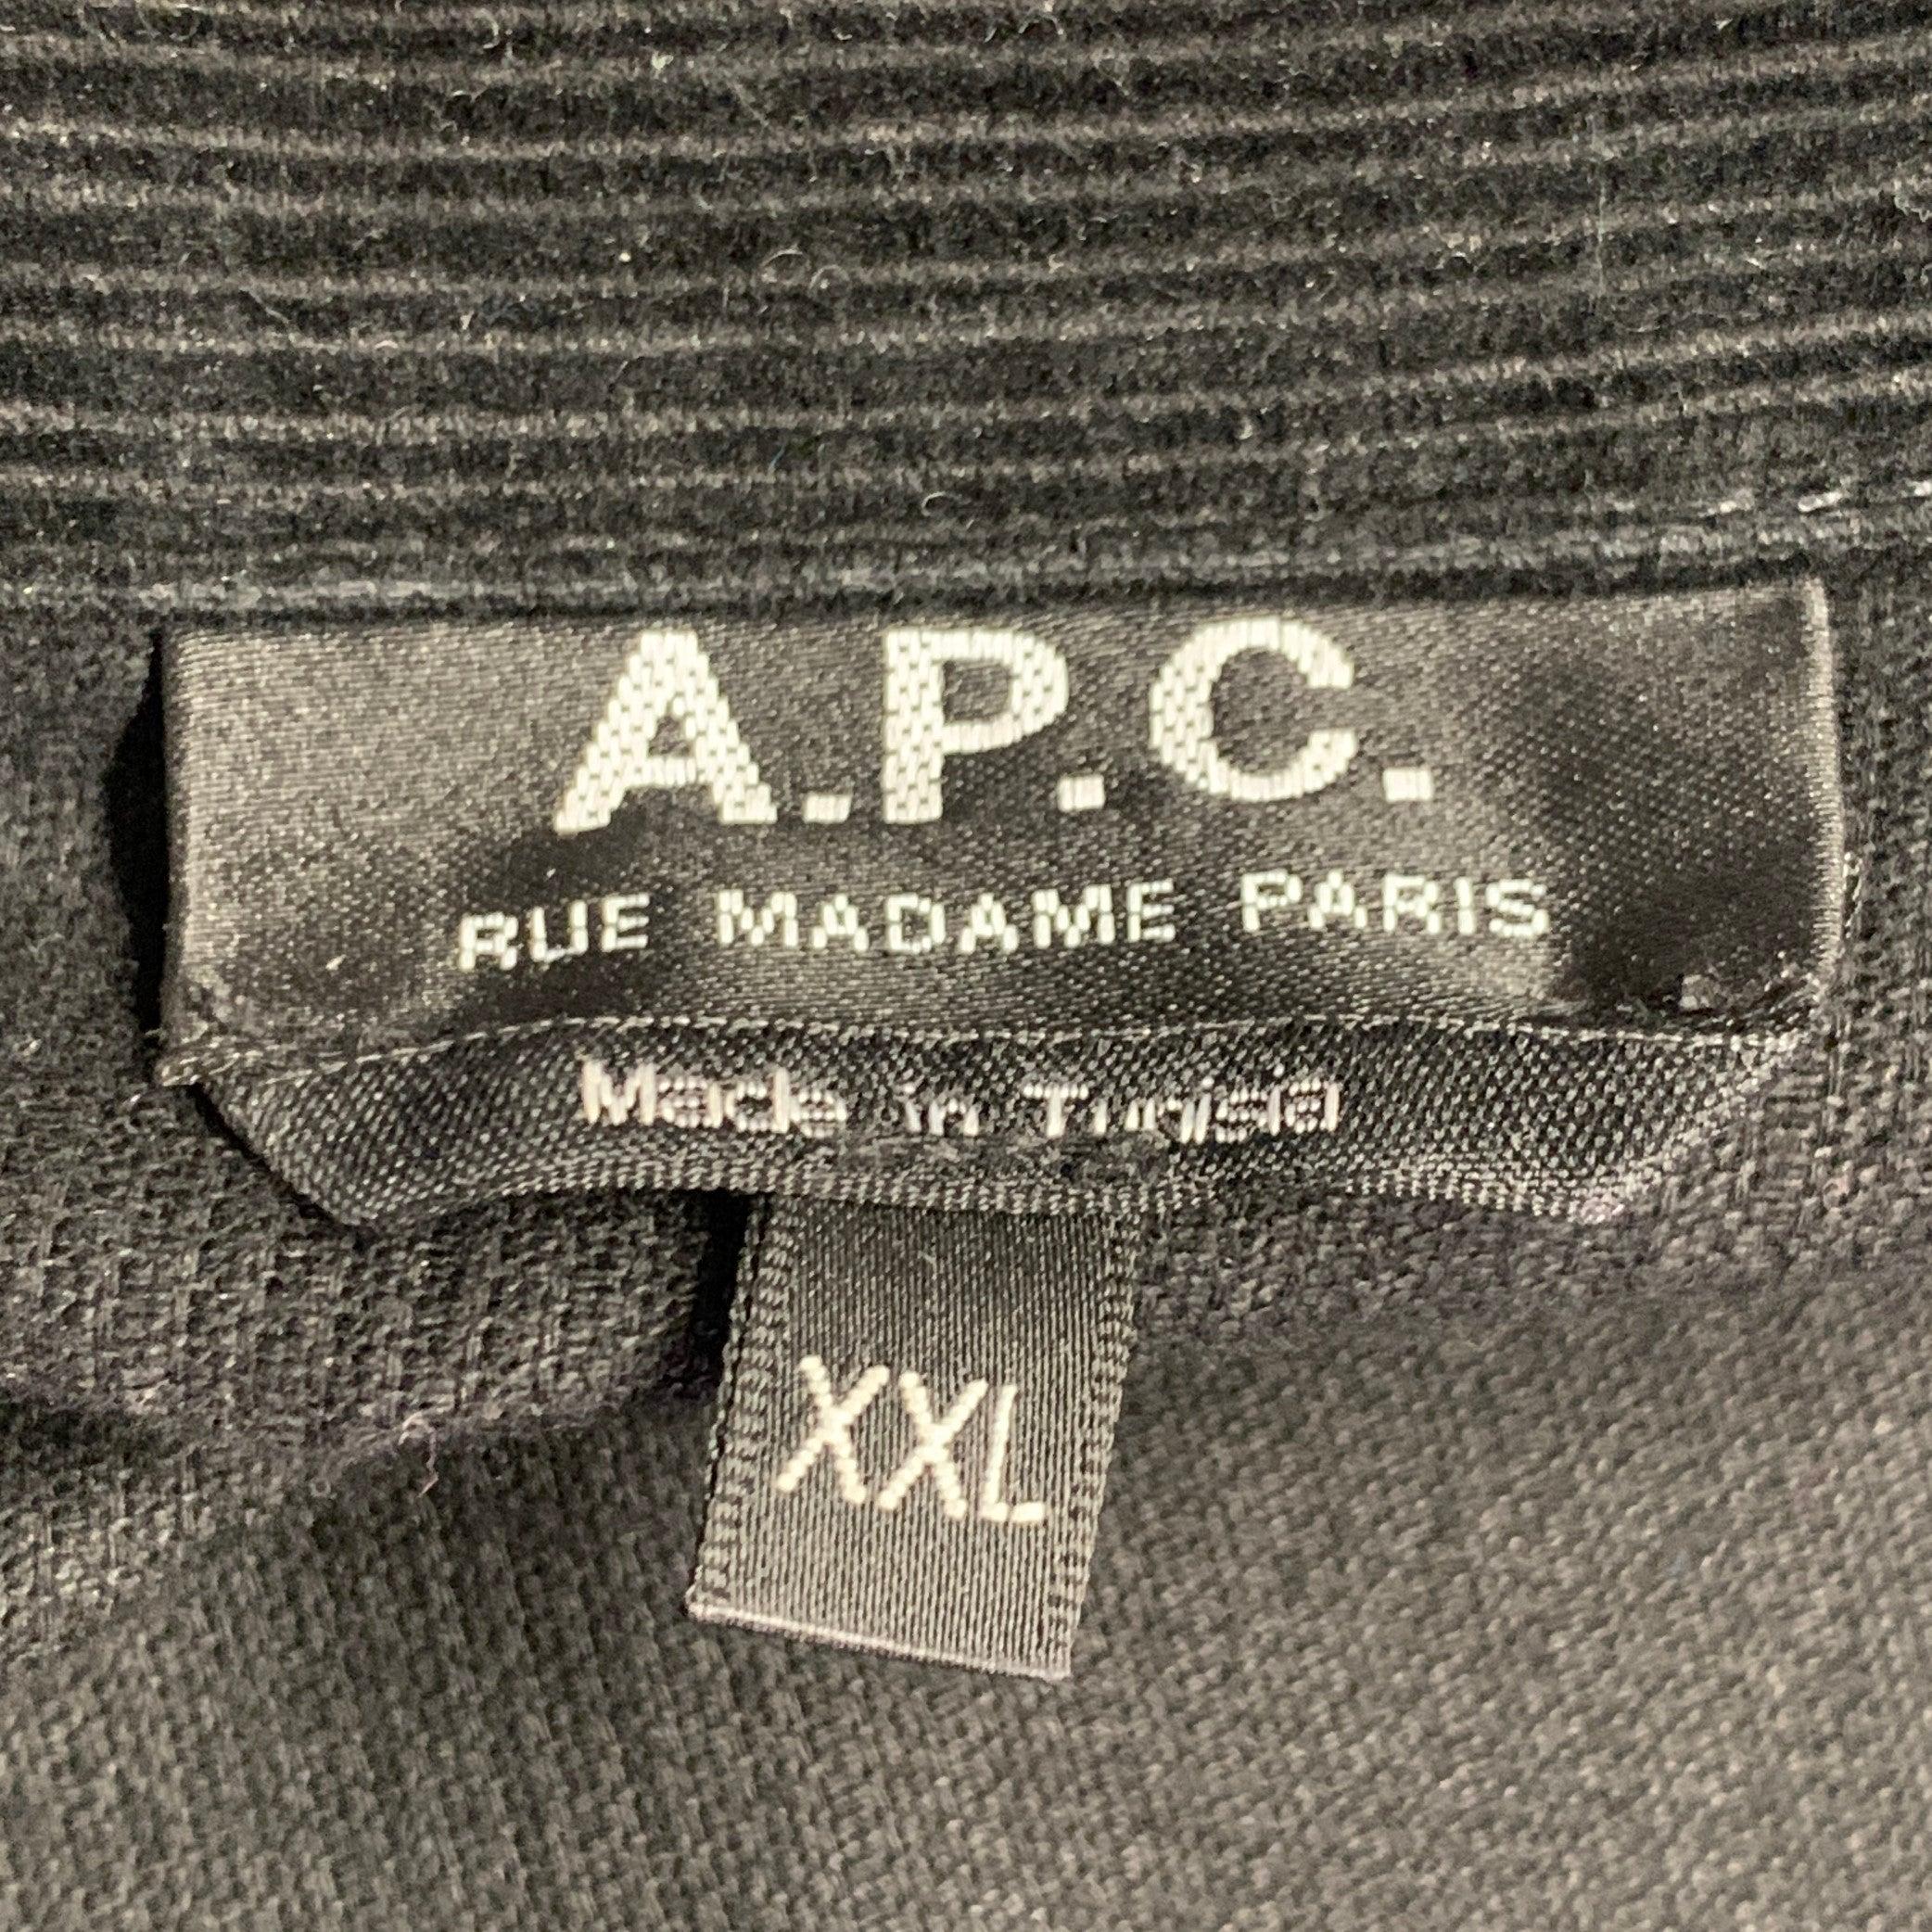 A.P.C.
RUE MADAME PARIS
Made in Tunisia
XXL